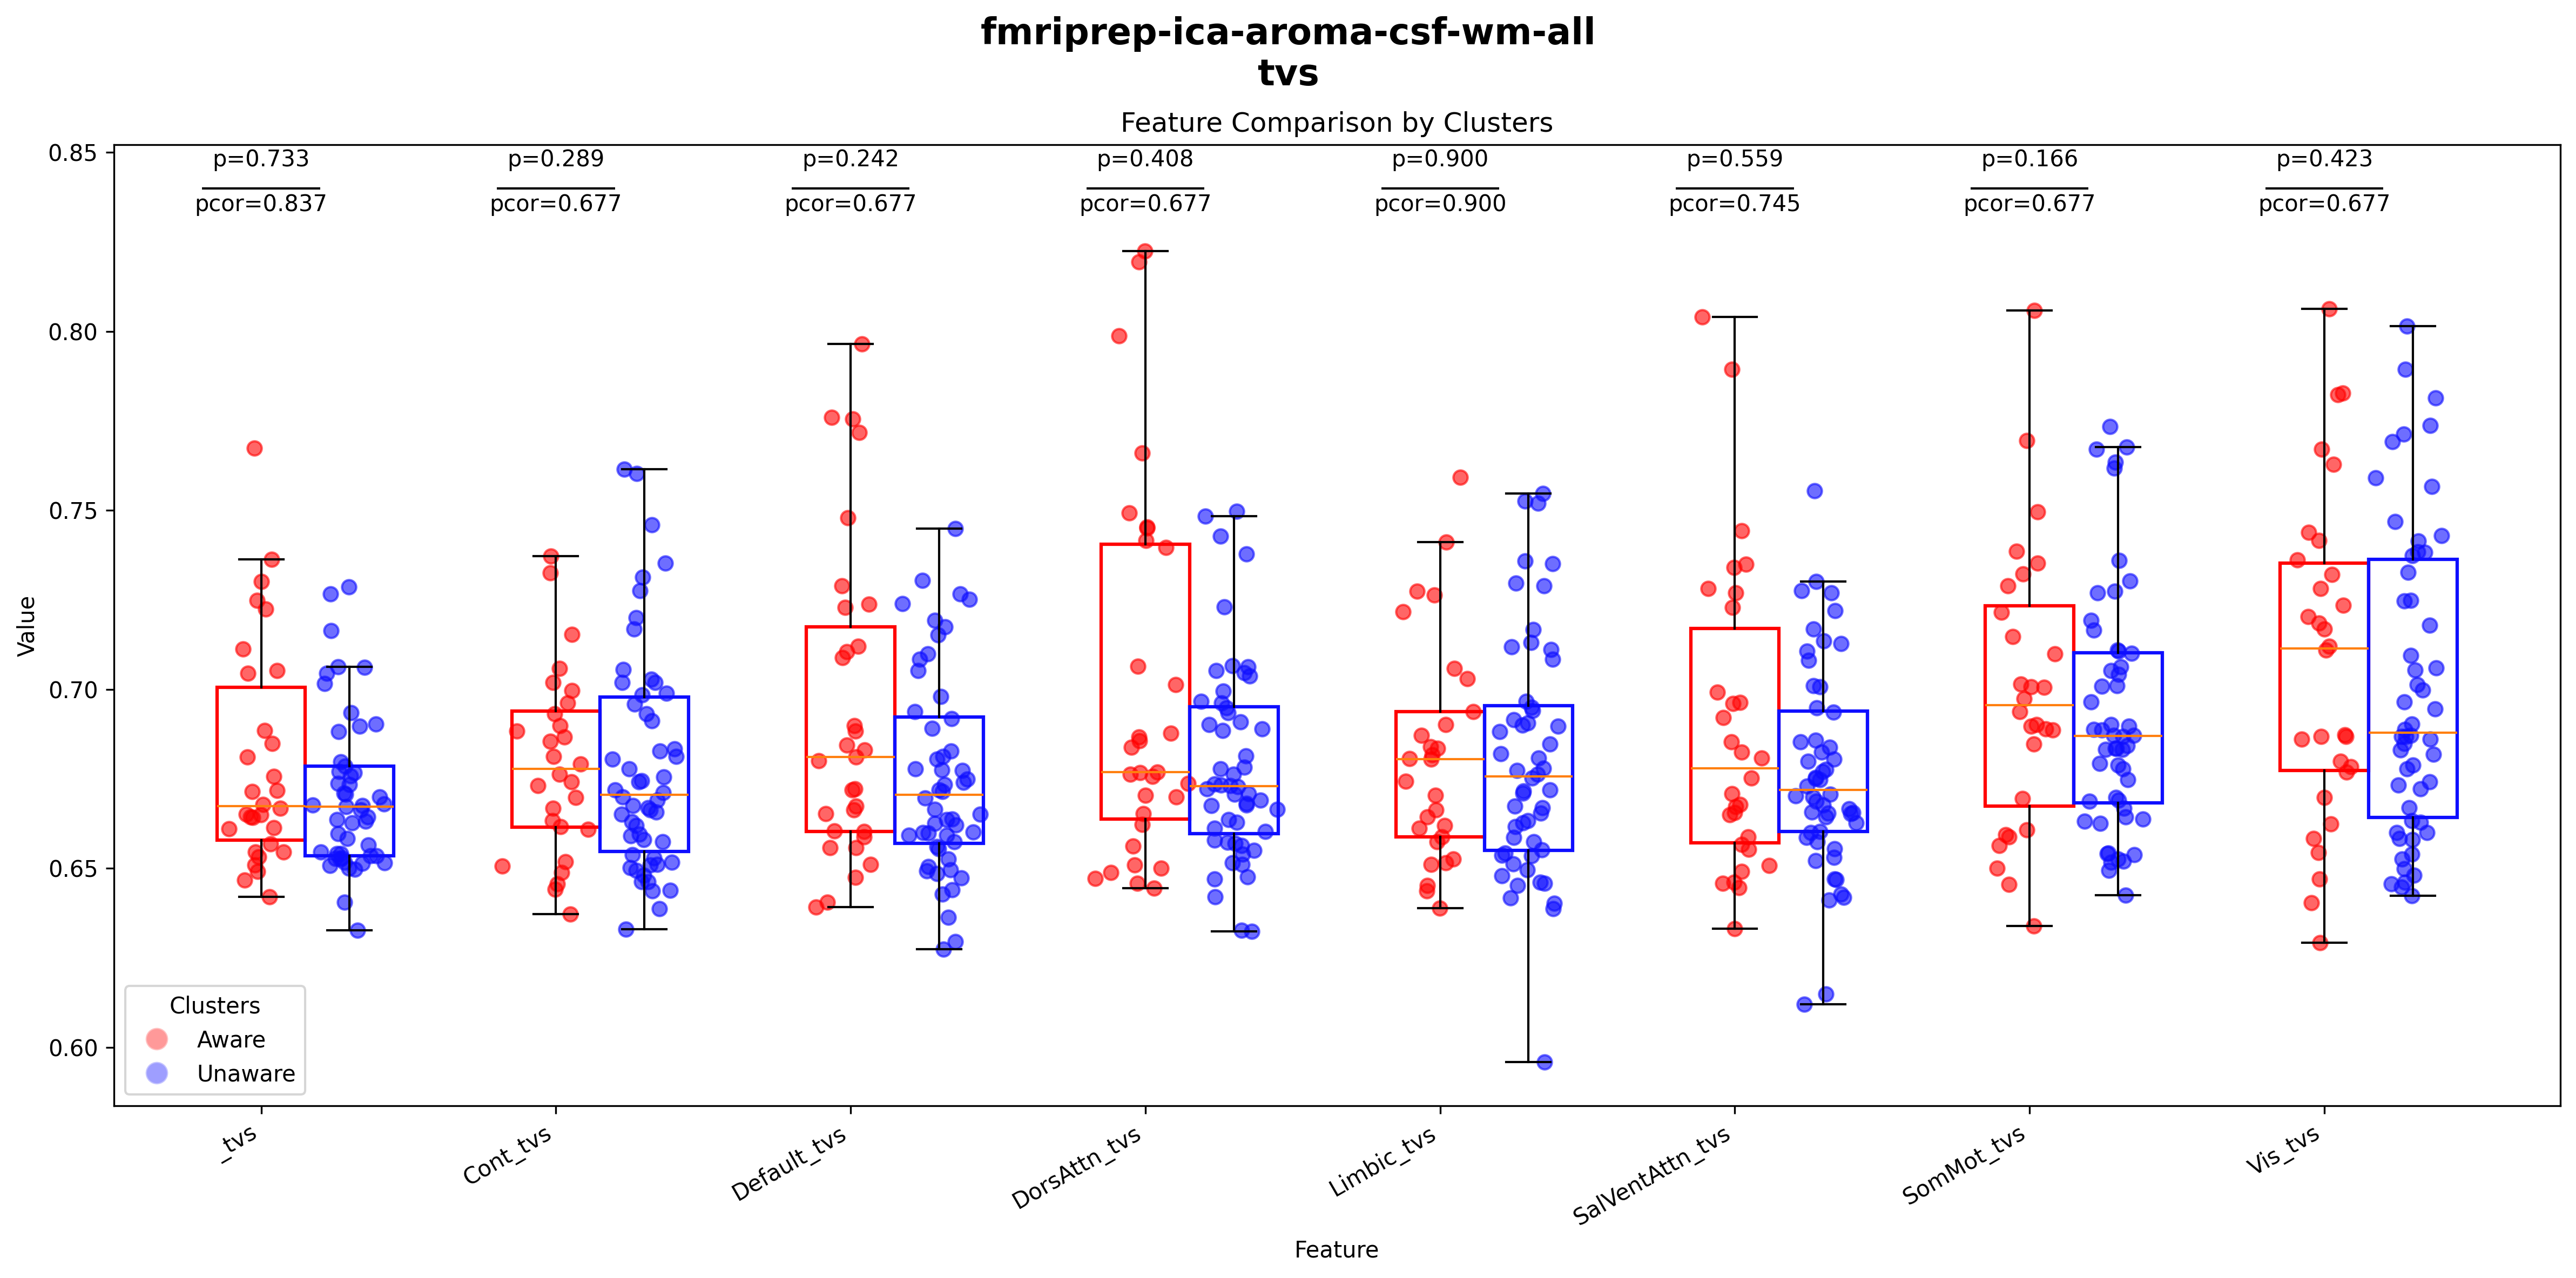 fmriprep-ica-aroma-csf-wm-all
tvs
Feature Comparison by Clusters
p=0.733 p=0.289 p=0.242 p=0.408 p=0.900 p=0.559 p=0.166 p=0.423
pcor=0.837 pcor=0.677 pcor=0.677 pcor=0.677 pcor=0.900 pcor=0.745 pcor=0.677 pcor=0.677
0.85
0.80
0.75
0.70
0.65
0.60
Value
Clusters
Aware
Unaware
_tvs Cont_tvs Default_tvs DorsAttn_tvs Limbic_tvs SalVentAttn_tvs SomMot_tvs Vis_tvs
Feature